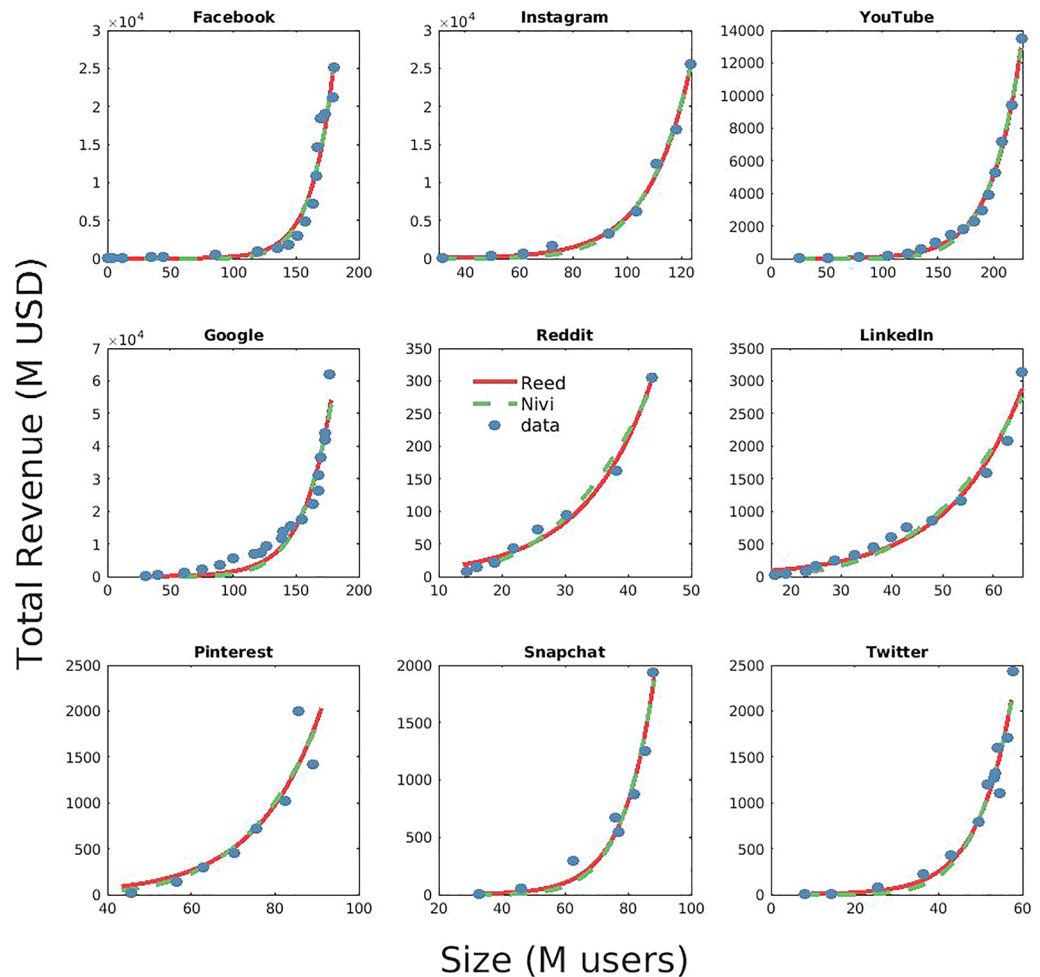 Facebook
Instagram
YouTube
×10⁴
×10⁴
3
2.5
2
1.5
1
0.5
0
0 50 100 150 200
3
2.5
2
1.5
1
0.5
0
40 60 80 100 120
14000
12000
10000
8000
6000
4000
2000
0
0 50 100 150 200
Google
Reddit
LinkedIn
×10⁴
7
6
5
4
3
2
1
0
0 50 100 150 200
350
300
250
200
150
100
50
0
10 20 30 40 50
Reed
Nivi
data
3500
3000
2500
2000
1500
1000
500
0
20 30 40 50 60
Pinterest
Snapchat
Twitter
2500
2000
1500
1000
500
0
40 60 80 100
2000
1500
1000
500
0
20 40 60 80 100
2500
2000
1500
1000
500
0
0 20 40 60
Total Revenue (M USD)
Size (M users)